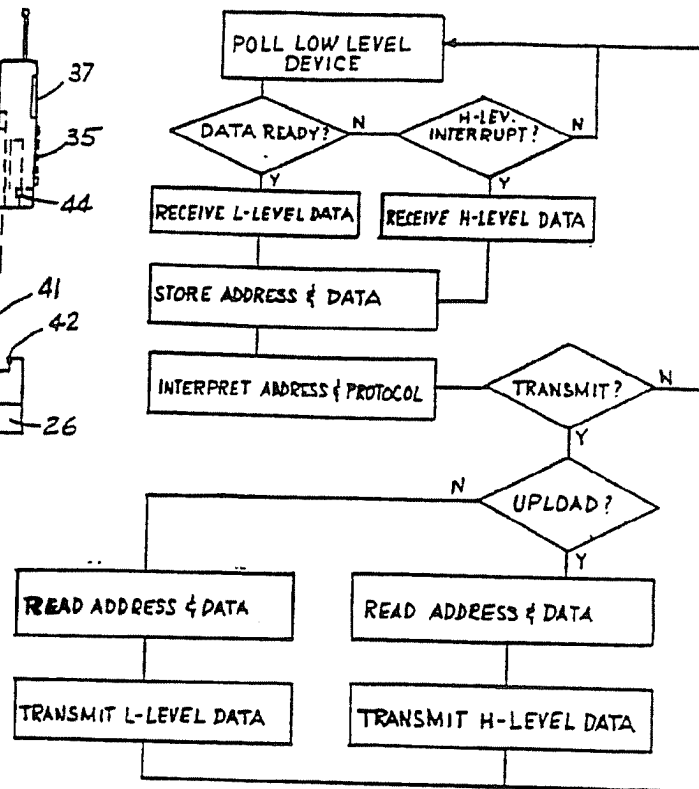 POLL LOW LEVEL
DEVICE
37
35
44
DATA READY?
N
H-LEV.
INTERRUPT?
N
Y
Y
RECEIVE L-LEVEL DATA
RECEIVE H-LEVEL DATA
STORE ADDRESS & DATA
41
42
26
INTERPRET ADDRESS & PROTOCOL
TRANSMIT?
N
Y
N
UPLOAD?
Y
READ ADDRESS & DATA
READ ADDRESS & DATA
TRANSMIT L-LEVEL DATA
TRANSMIT H-LEVEL DATA